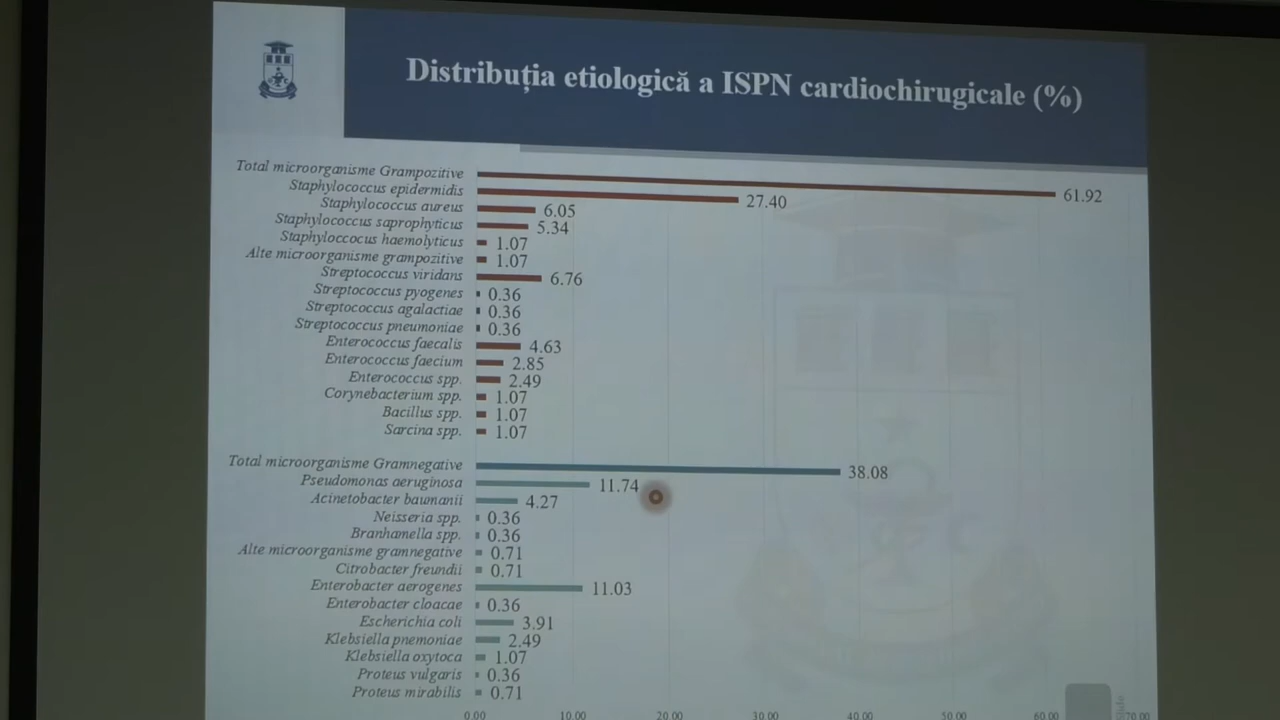 Distribuția etiologică a ISPN cardiochirugicale (%)
Total microorganisme Grampozitive 61.92
Staphylococcus epidermidis 27.40
Staphylococcus aureus 6.05
Staphylococcus saprophyticus 5.34
Staphyloccocus haemolyticus 1.07
Alte microorganisme grampozitive 1.07
Streptococcus viridans 6.76
Streptococcus pyogenes 0.36
Streptococcus agalactiae 0.36
Streptococcus pneumoniae 0.36
Enterococcus faecalis 4.63
Enterococcus faecium 2.85
Enterococcus spp. 2.49
Corynebacterium spp. 1.07
Bacillus spp. 1.07
Sarcina spp. 1.07
Total microorganisme Gramnegative 38.08
Pseudomonas aeruginosa 11.74
Acinetobacter baumanii 4.27
Neisseria spp. 0.36
Branhamella spp. 0.36
Alte microorganisme gramnegative 0.71
Citrobacter freundii 0.71
Enterobacter aerogenes 11.03
Enterobacter cloacae 0.36
Escherichia coli 3.91
Klebsiella pnemoniae 2.49
Klebsiella oxytoca 1.07
Proteus vulgaris 0.36
Proteus mirabilis 0.71
0.00 10.00 20.00 30.00 40.00 50.00 60.00 70.00